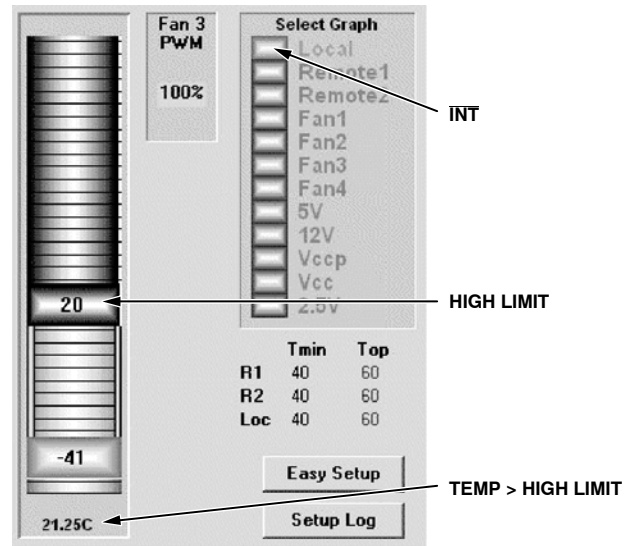 Fan 3
PWM
100%
Select Graph
Local
Remote1
Remote2
Fan1
Fan2
Fan3
Fan4
5V
12V
Vccp
Vcc
2.5V
INT
20
HIGH LIMIT
Tmin Top
R1 40 60
R2 40 60
Loc 40 60
-41
Easy Setup
TEMP > HIGH LIMIT
21.25C
Setup Log